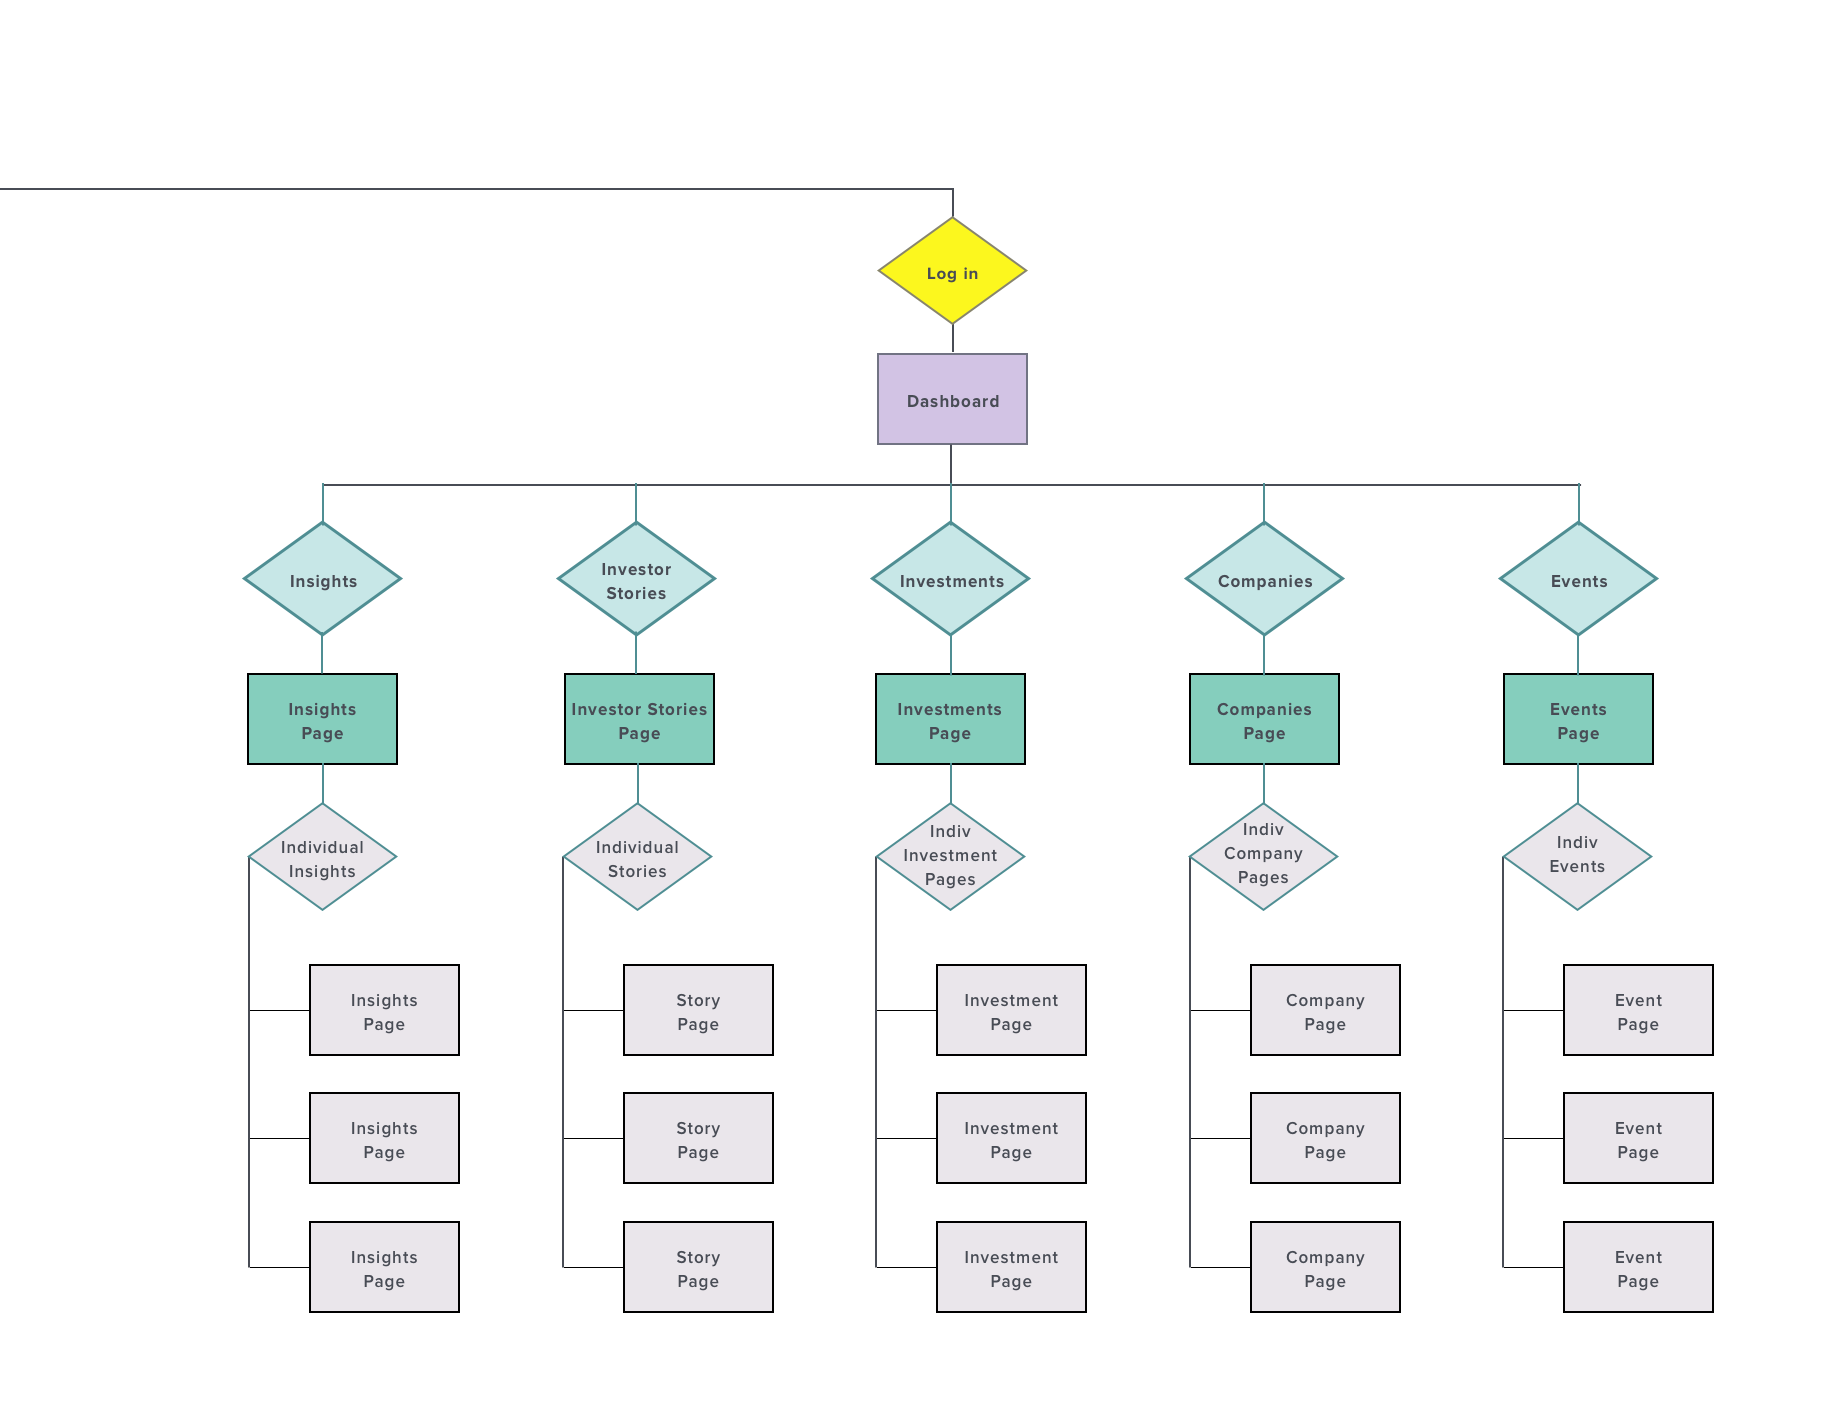 Log in
Dashboard
Insights
Investor
Stories
Investments
Companies
Events
Insights
Page
Investor Stories
Page
Investments
Page
Companies
Page
Events
Page
Individual
Insights
Individual
Stories
Indiv
Investment
Pages
Indiv
Company
Pages
Indiv
Events
Insights
Page
Story
Page
Investment
Page
Company
Page
Event
Page
Insights
Page
Story
Page
Investment
Page
Company
Page
Event
Page
Insights
Page
Story
Page
Investment
Page
Company
Page
Event
Page